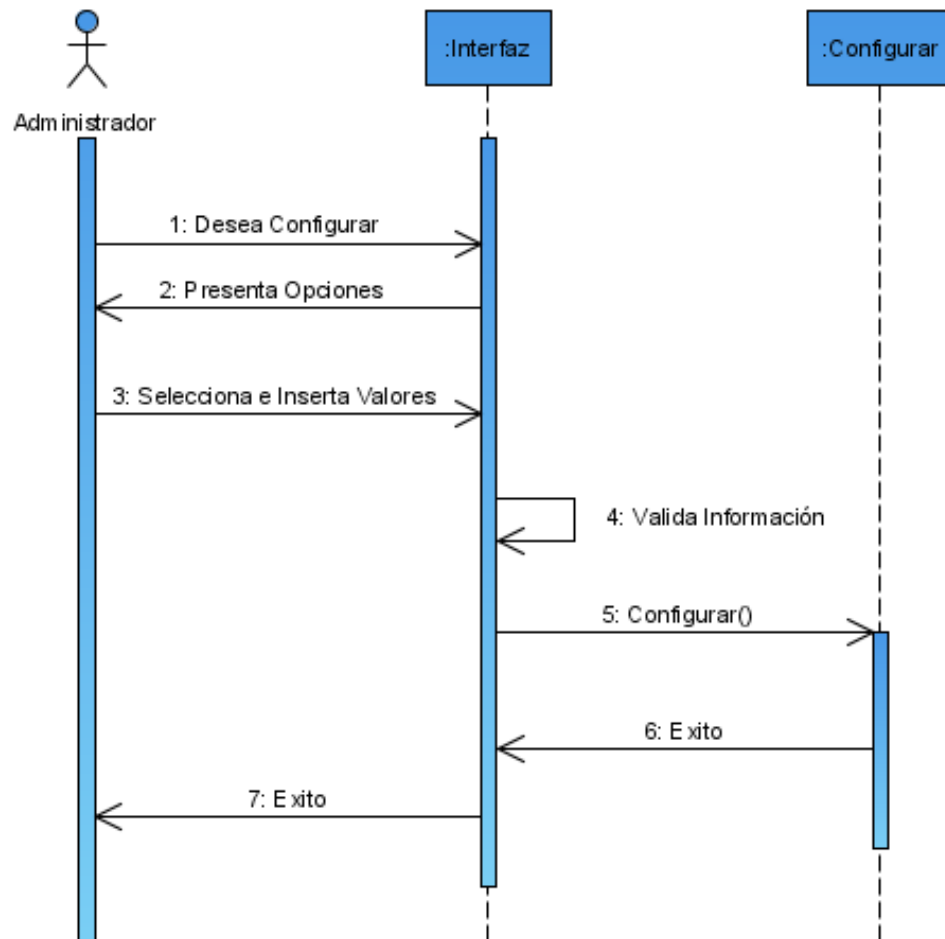 :Interfaz
:Configurar
Administrador
1: Desea Configurar
2: Presenta Opciones
3: Selecciona e Inserta Valores
4: Valida Información
5: Configurar()
6: Exito
7: Exito